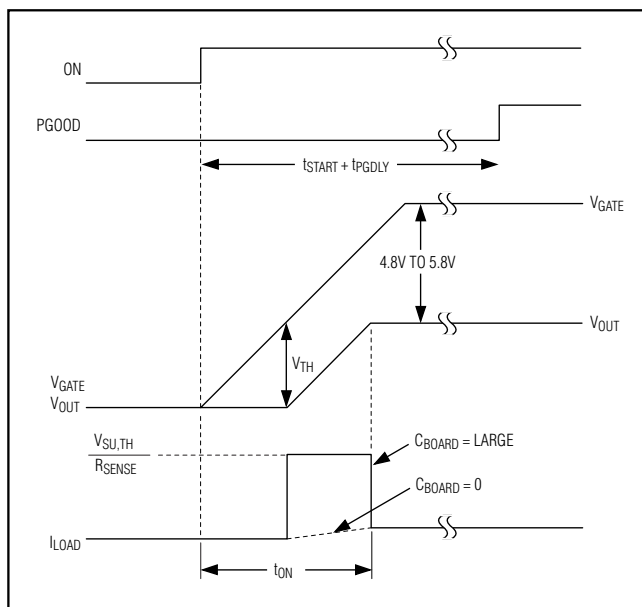 ON
PGOOD
tSTART + tPGDLY
VGATE
4.8V TO 5.8V
VOUT
VTH
VGATE
VOUT
VSU,TH
RSENSE
CBOARD = LARGE
CBOARD = 0
ILOAD
tON